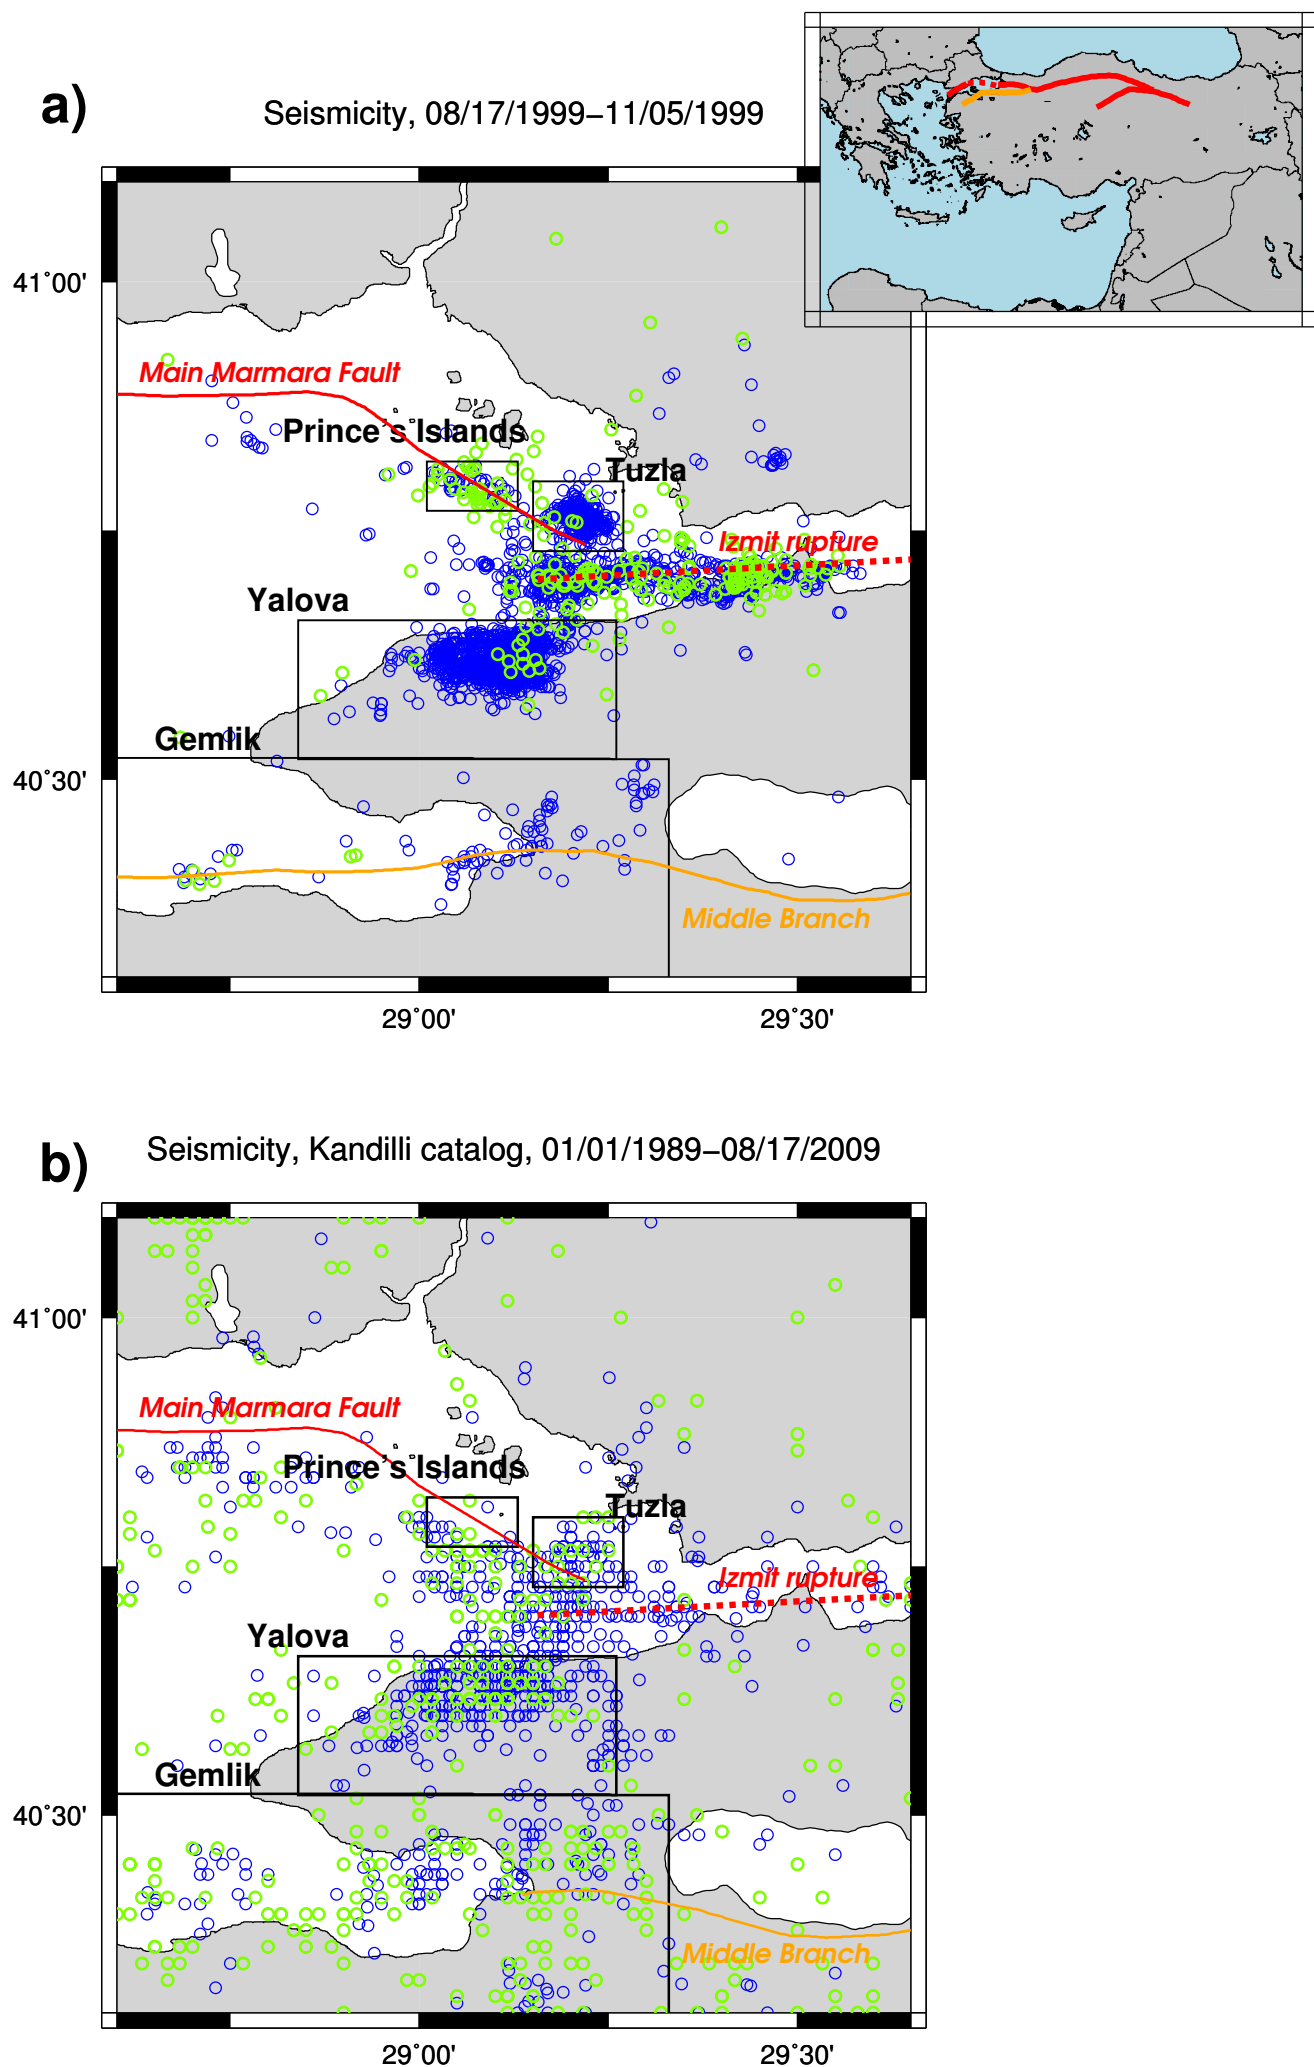 a)
Seismicity, 08/17/1999−11/05/1999
41˚00'
Main Marmara Fault
Prince's Islands
Tuzla
Izmit rupture
Yalova
Gemlik
40˚30'
Middle Branch
29˚00'
29˚30'
b)
Seismicity, Kandilli catalog, 01/01/1989−08/17/2009
41˚00'
Main Marmara Fault
Prince's Islands
Tuzla
Izmit rupture
Yalova
Gemlik
40˚30'
Middle Branch
29˚00'
29˚30'